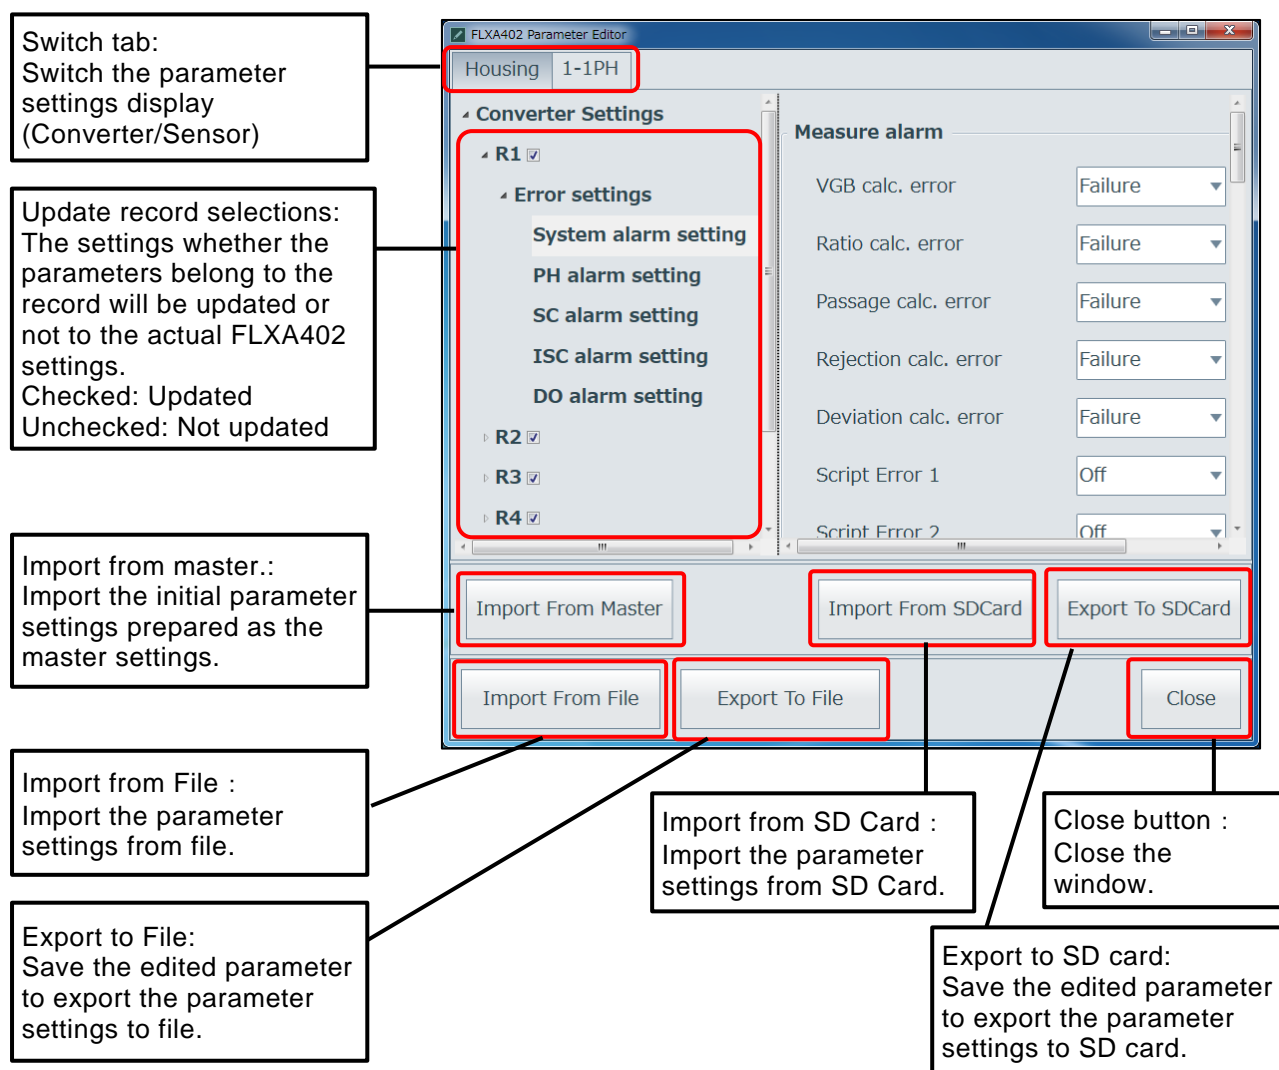 Switch tab:
Switch the parameter
settings display
(Converter/Sensor)
Update record selections:
The settings whether the
parameters belong to the
record will be updated or
not to the actual FLXA402
settings.
Checked: Updated
Unchecked: Not updated
Import from master.:
Import the initial parameter
settings prepared as the
master settings.
Import from File :
Import the parameter
settings from file.
Export to File:
Save the edited parameter
to export the parameter
settings to file.
FLXA402 Parameter Editor
Housing 1-1PH
Converter Settings
R1
Error settings
System alarm setting
PH alarm setting
SC alarm setting
ISC alarm setting
DO alarm setting
R2
R3
R4
Measure alarm
VGB calc. error Failure
Ratio calc. error Failure
Passage calc. error Failure
Rejection calc. error Failure
Deviation calc. error Failure
Script Error 1 Off
Script Error 2 Off
Import From Master Import From SDCard Export To SDCard
Import From File Export To File Close
Import from SD Card :
Import the parameter
settings from SD Card.
Close button :
Close the
window.
Export to SD card:
Save the edited parameter
to export the parameter
settings to SD card.